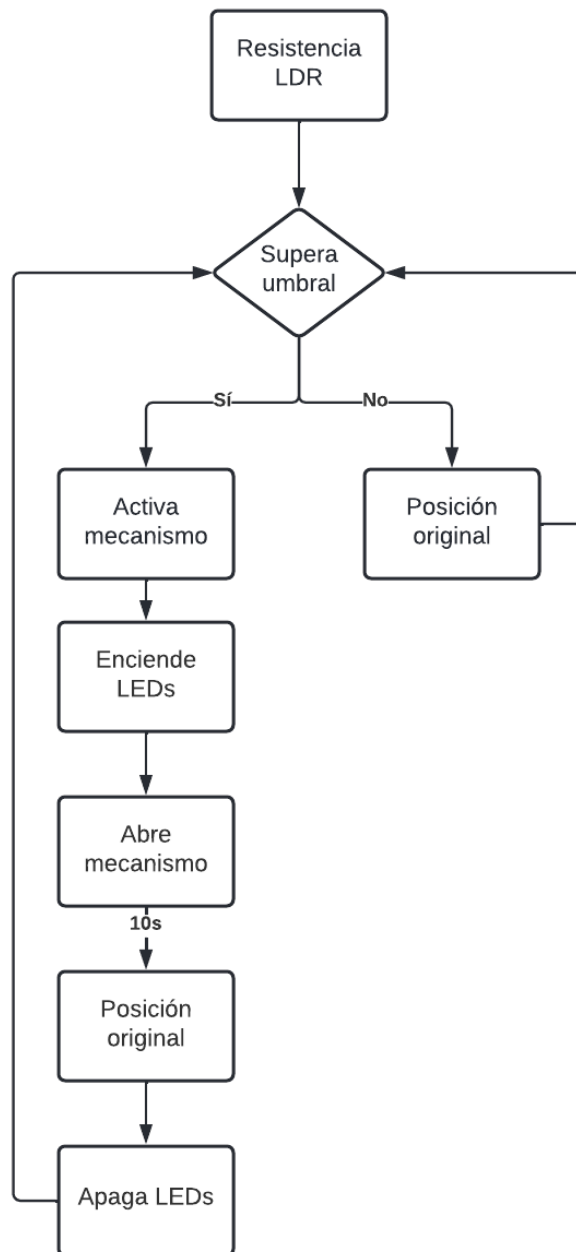 Resistencia
LDR
Supera
umbral
Sí
No
Activa
mecanismo
Posición
original
Enciende
LEDs
Abre
mecanismo
10s
Posición
original
Apaga LEDs